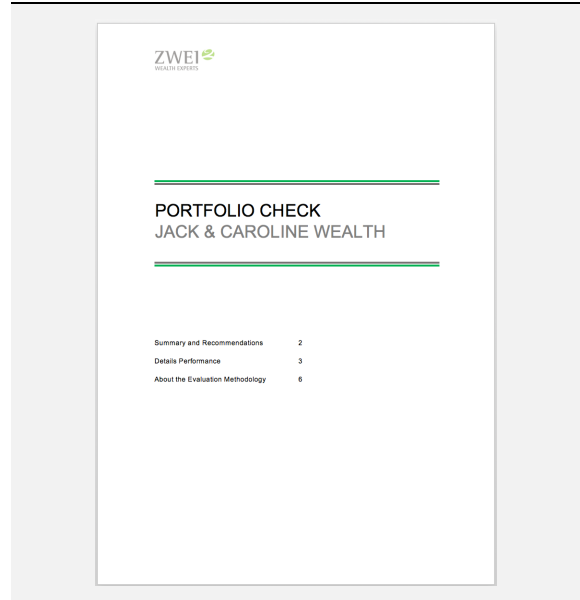 ZWEI
WEALTH EXPERTS
PORTFOLIO CHECK
JACK & CAROLINE WEALTH
Summary and Recommendations 2
Details Performance 3
About the Evaluation Methodology 6